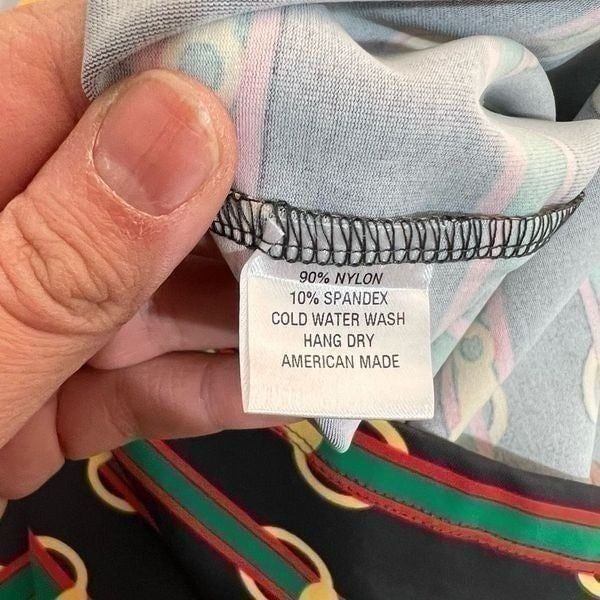 90% NYLON
10% SPANDEX
COLD WATER WASH
HANG DRY
AMERICAN MADE